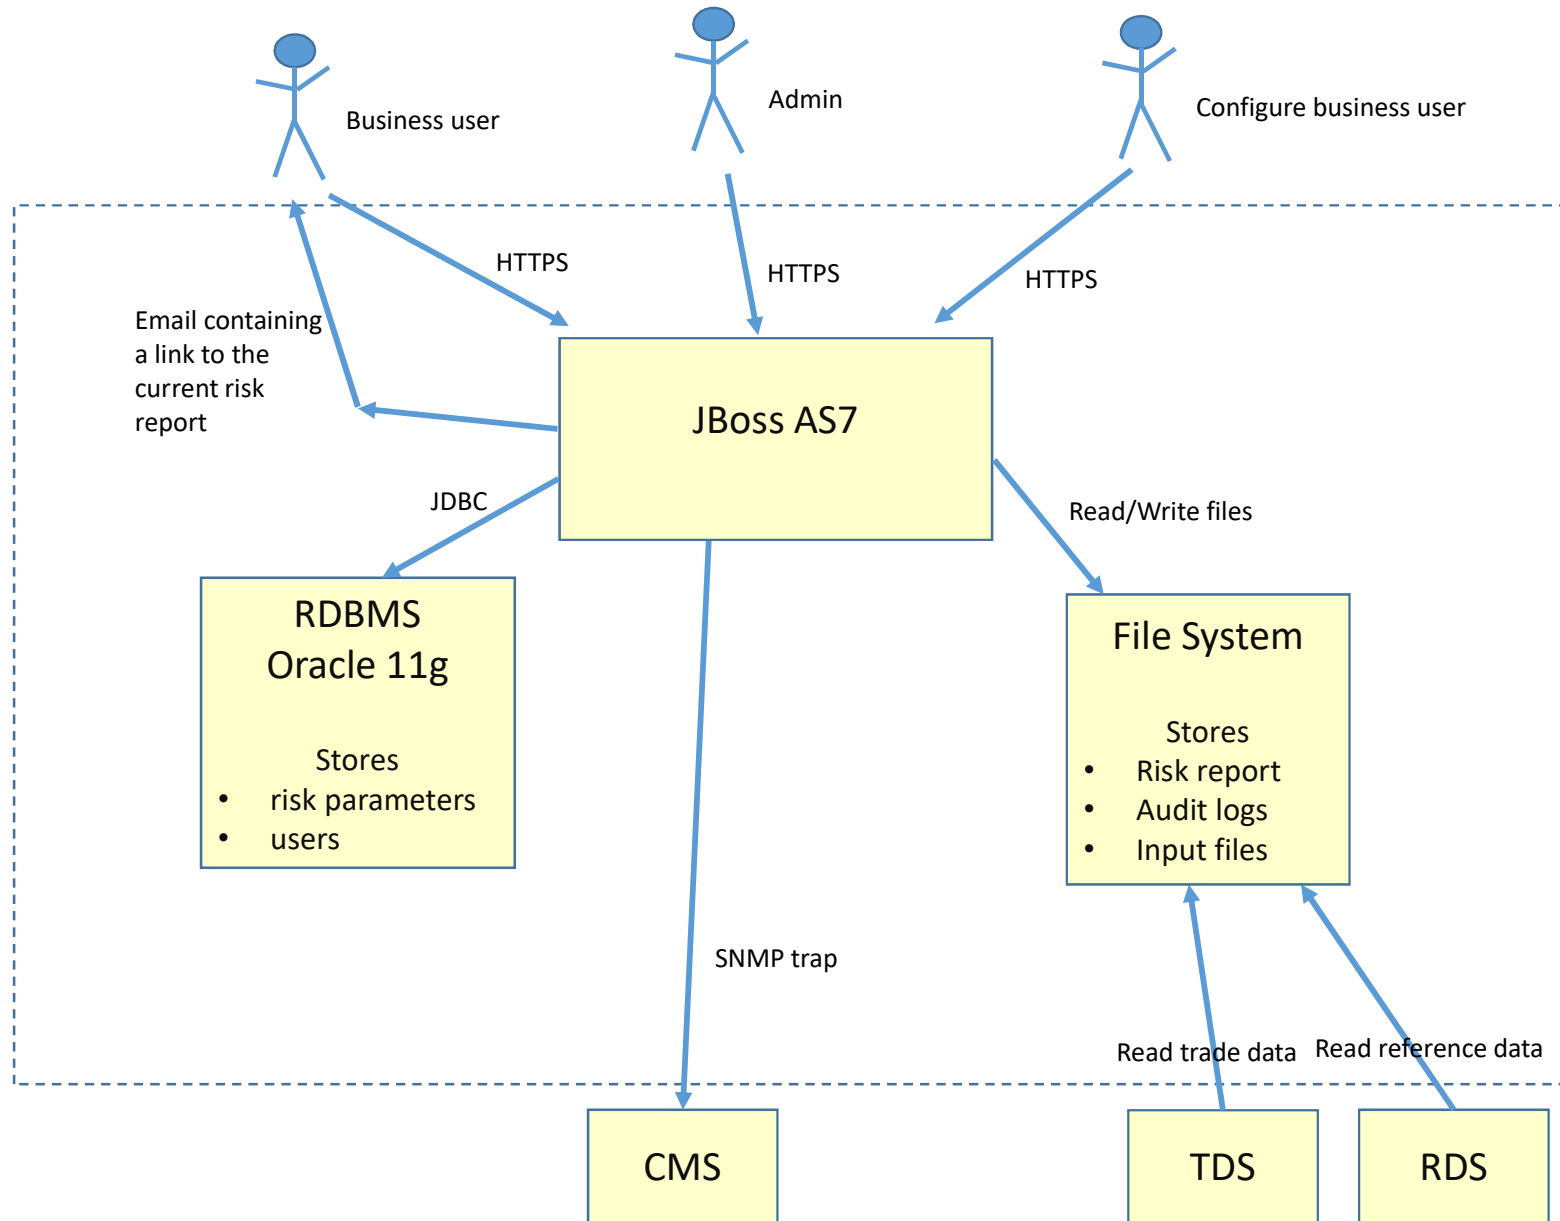 Business user
Admin
Configure business user
HTTPS
HTTPS
HTTPS
Email containing
a link to the
current risk
report
JBoss AS7
JDBC
Read/Write files
RDBMS
Oracle 11g
Stores
• risk parameters
• users
File System
Stores
• Risk report
• Audit logs
• Input files
SNMP trap
Read trade data
Read reference data
CMS
TDS
RDS